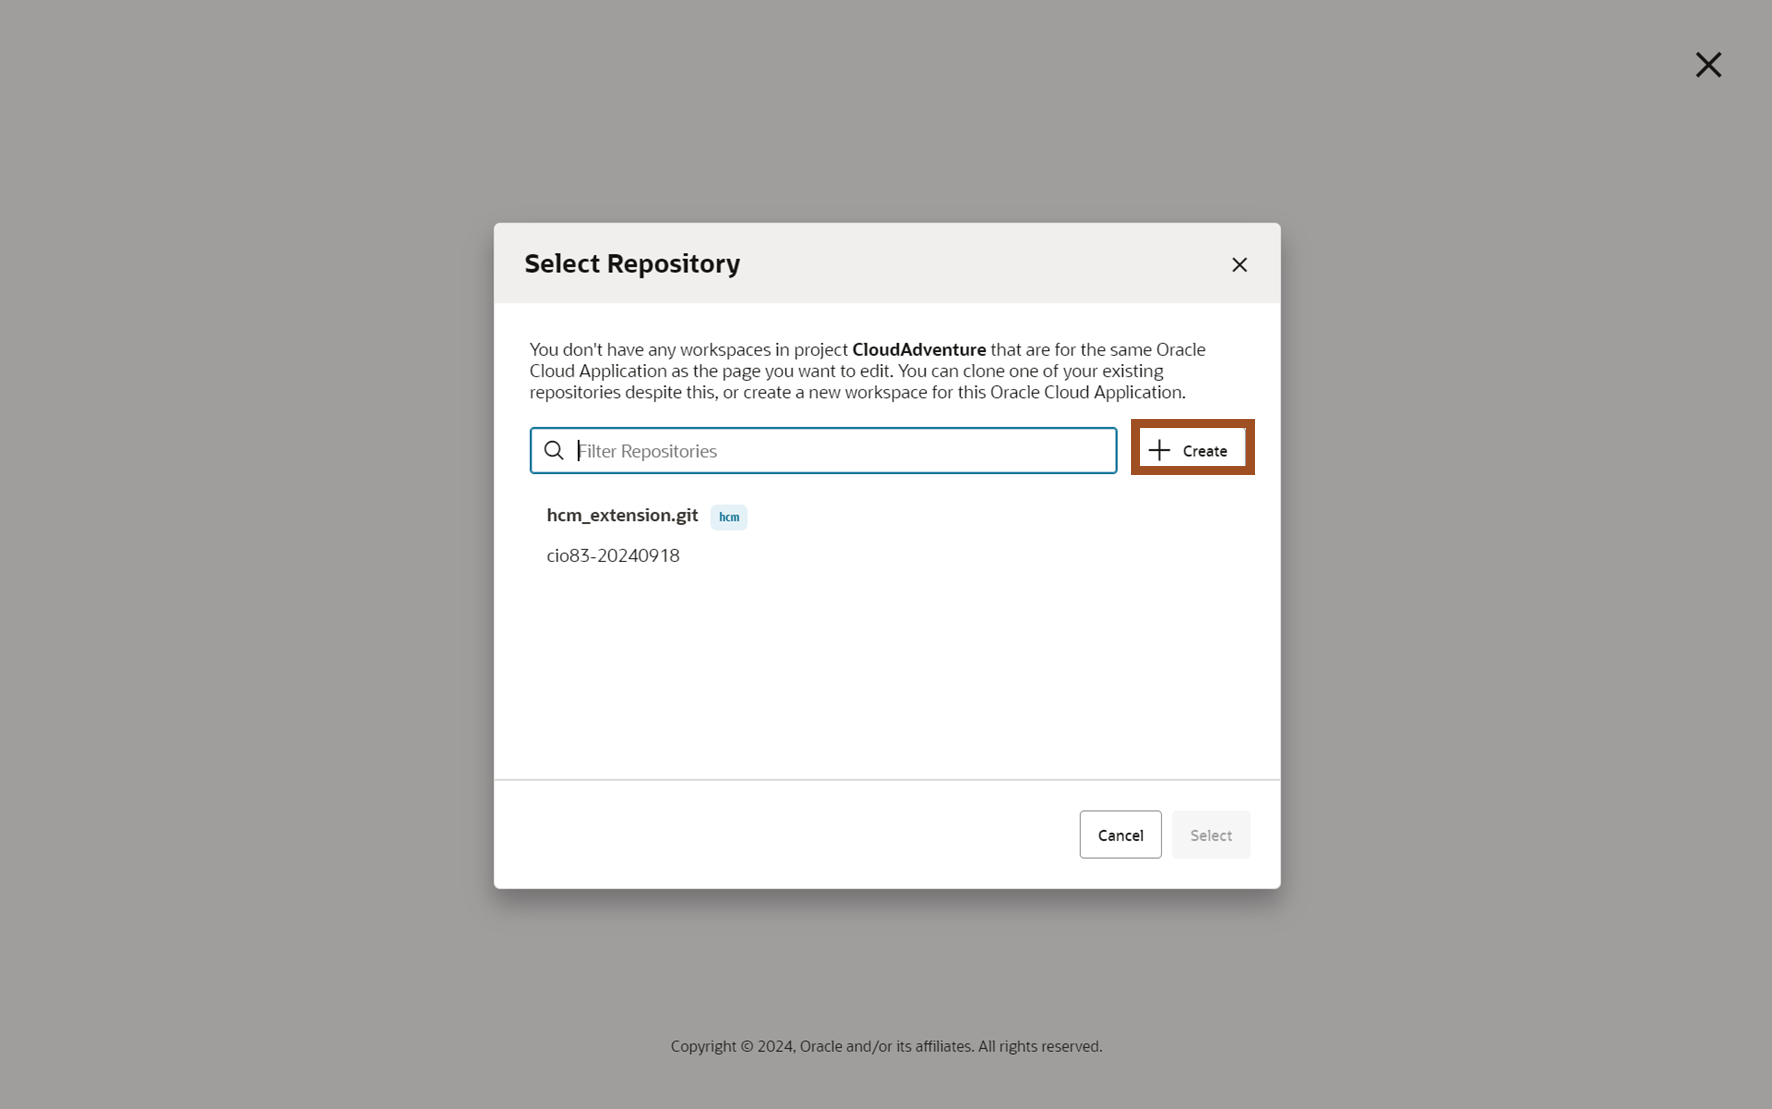 Select Repository
You don't have any workspaces in project CloudAdventure that are for the same Oracle
Cloud Application as the page you want to edit. You can clone one of your existing
repositories despite this, or create a new workspace for this Oracle Cloud Application.
Filter Repositories
Create
hcm_extension.git hcm
cio83-20240918
Cancel Select
Copyright © 2024, Oracle and/or its affiliates. All rights reserved.